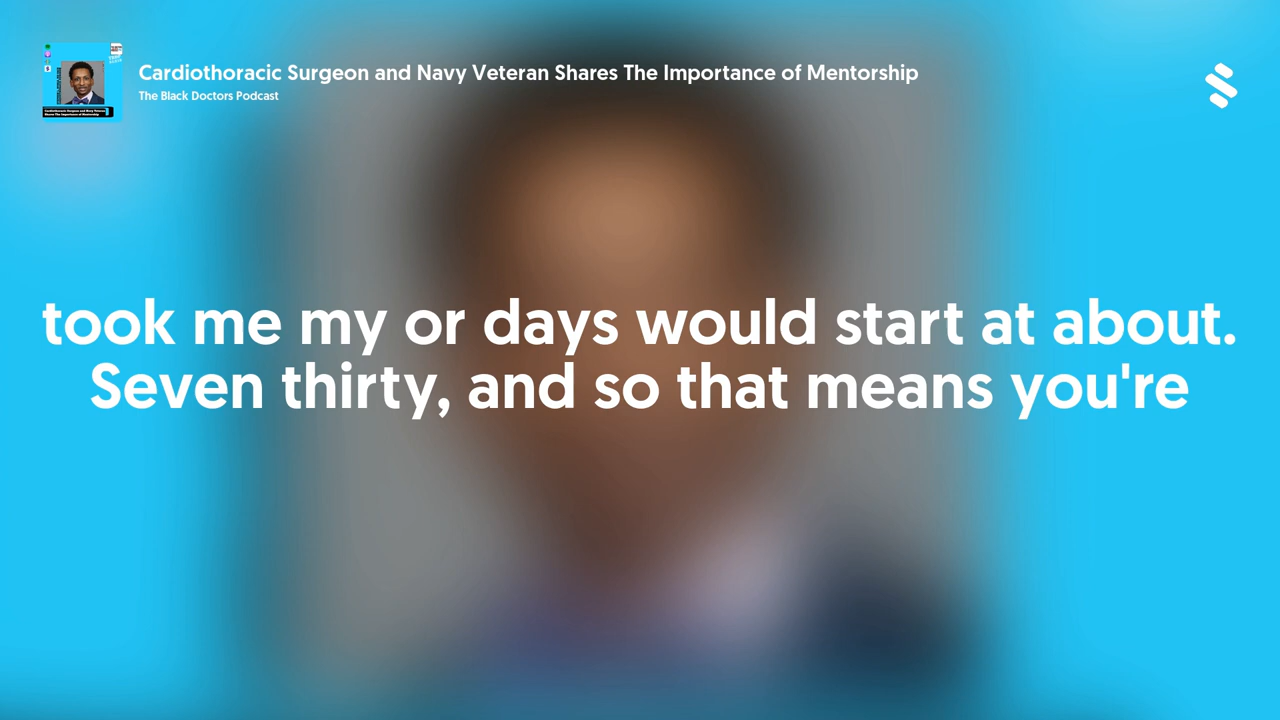 Cardiothoracic Surgeon and Navy Veteran Shares The Importance of Mentorship
The Black Doctors Podcast
took me my or days would start at about.
Seven thirty, and so that means you're